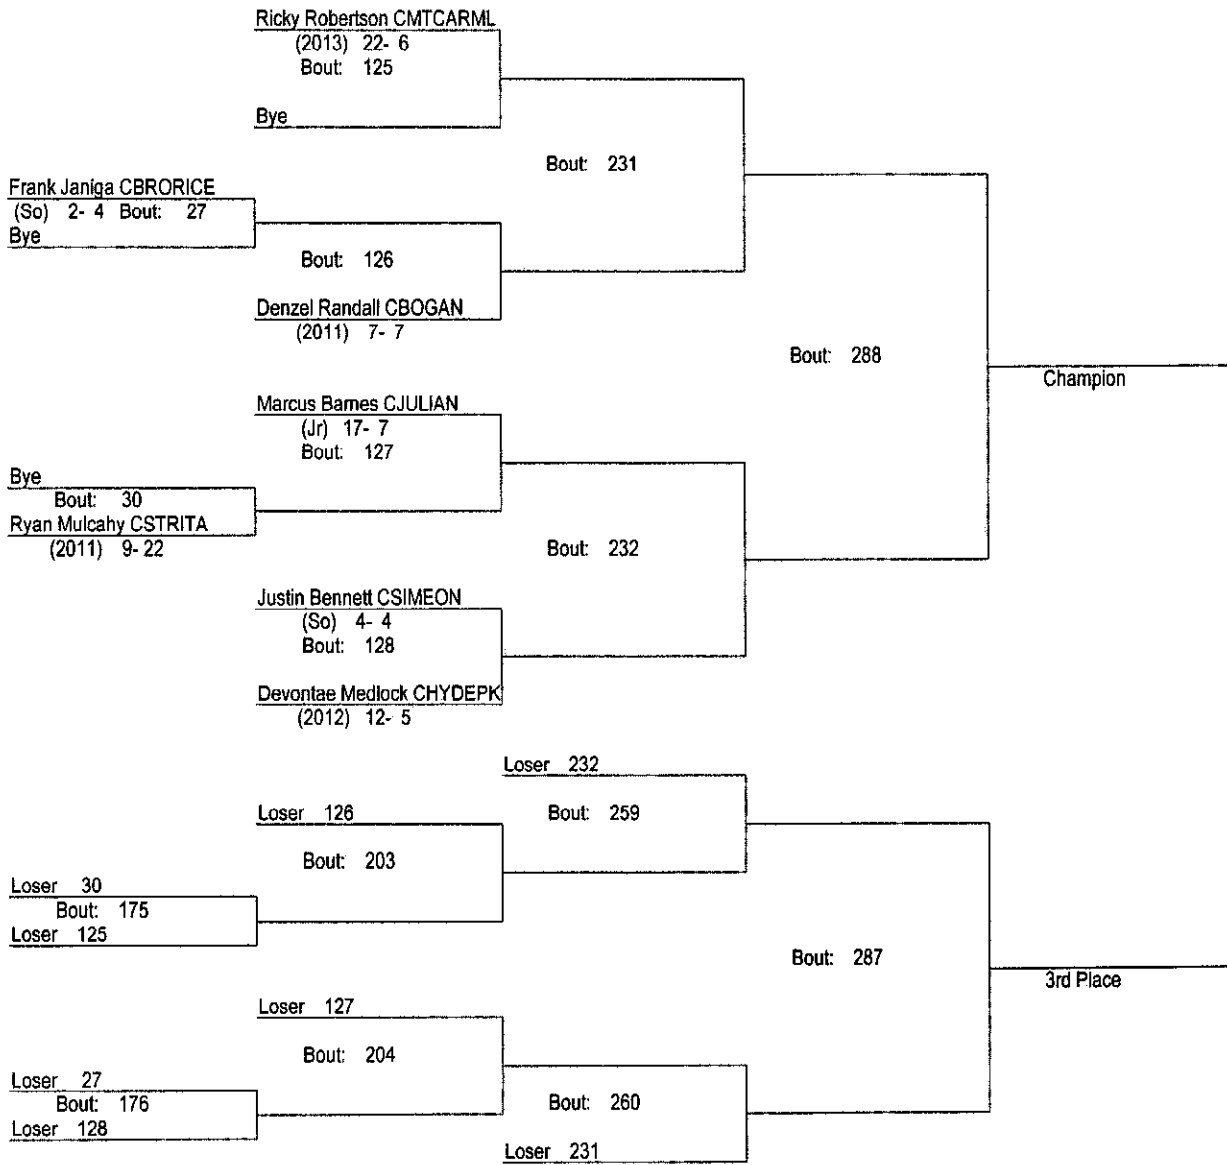 Ricky Robertson CMTCARML
(2013) 22- 6
Bout: 125
Bye
Bout: 231
Frank Janiga CBRORICE
(So) 2- 4 Bout: 27
Bye
Bout: 126
Denzel Randall CBOGAN
(2011) 7- 7
Bout: 288
Champion
Marcus Barnes CJULIAN
(Jr) 17- 7
Bout: 127
Bye
Bout: 30
Ryan Mulcahy CSTRITA
(2011) 9- 22
Bout: 232
Justin Bennett CSIMEON
(So) 4- 4
Bout: 128
Devontae Medlock CHYDEPK
(2012) 12- 5
Loser 232
Loser 126
Bout: 259
Bout: 203
Loser 30
Bout: 175
Loser 125
Bout: 287
3rd Place
Loser 127
Bout: 204
Loser 27
Bout: 176
Loser 128
Bout: 260
Loser 231